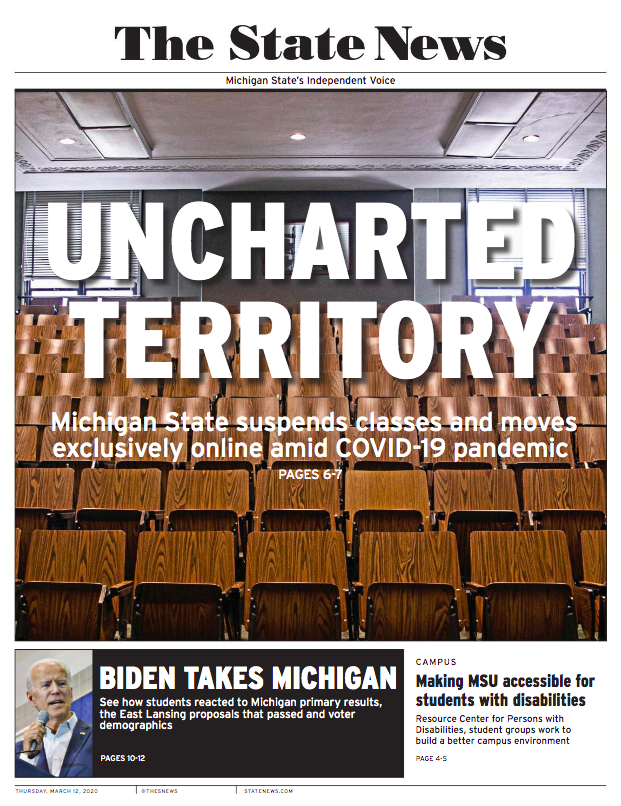 The State News
Michigan State's Independent Voice
UNCHARTED
TERRITORY
Michigan State suspends classes and moves
exclusively online amid COVID-19 pandemic
PAGES 6-7
BIDEN TAKES MICHIGAN
See how students reacted to Michigan primary results,
the East Lansing proposals that passed and voter
demographics
PAGES 10-12
CAMPUS
Making MSU accessible for
students with disabilities
Resource Center for Persons with
Disabilities, student groups work to
build a better campus environment
PAGE 4-5
THURSDAY, MARCH 12, 2020
@THESNEWS
STATENEWS.COM